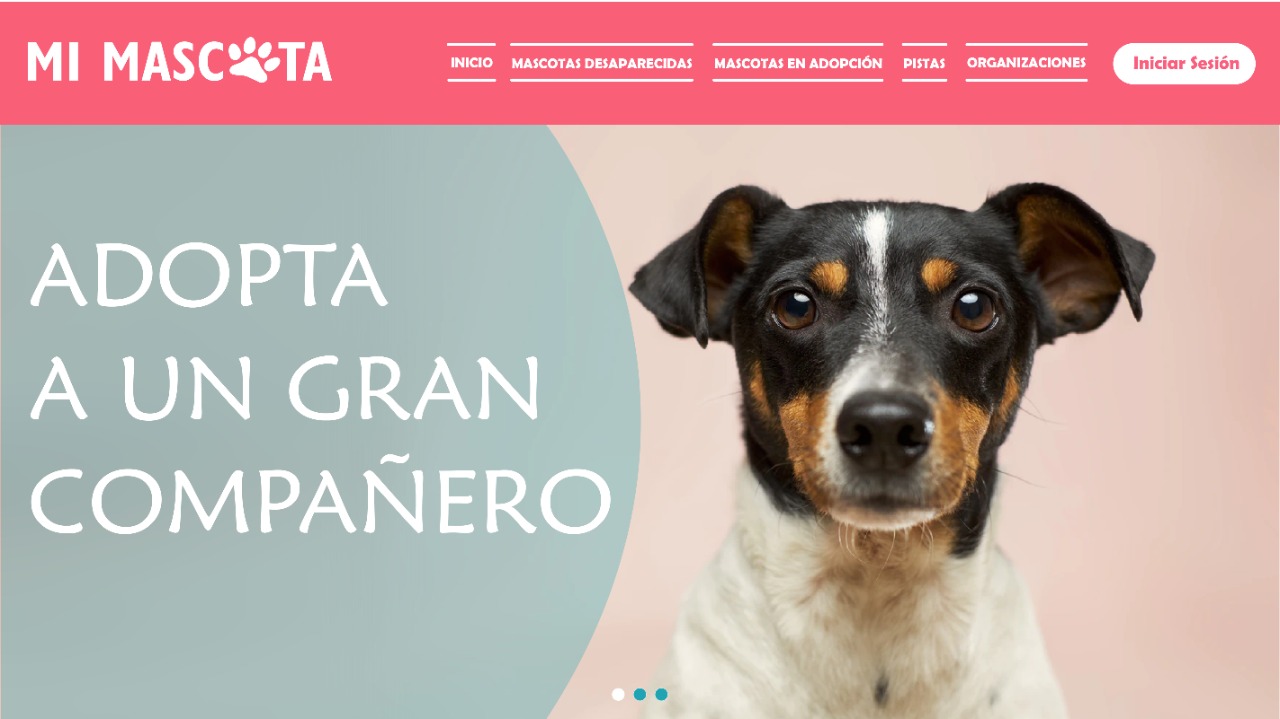 MI MASCOTA
INICIO
MASCOTAS DESAPARECIDAS
MASCOTAS EN ADOPCIÓN
PISTAS
ORGANIZACIONES
Iniciar Sesión
ADOPTA
A UN GRAN
COMPAÑERO